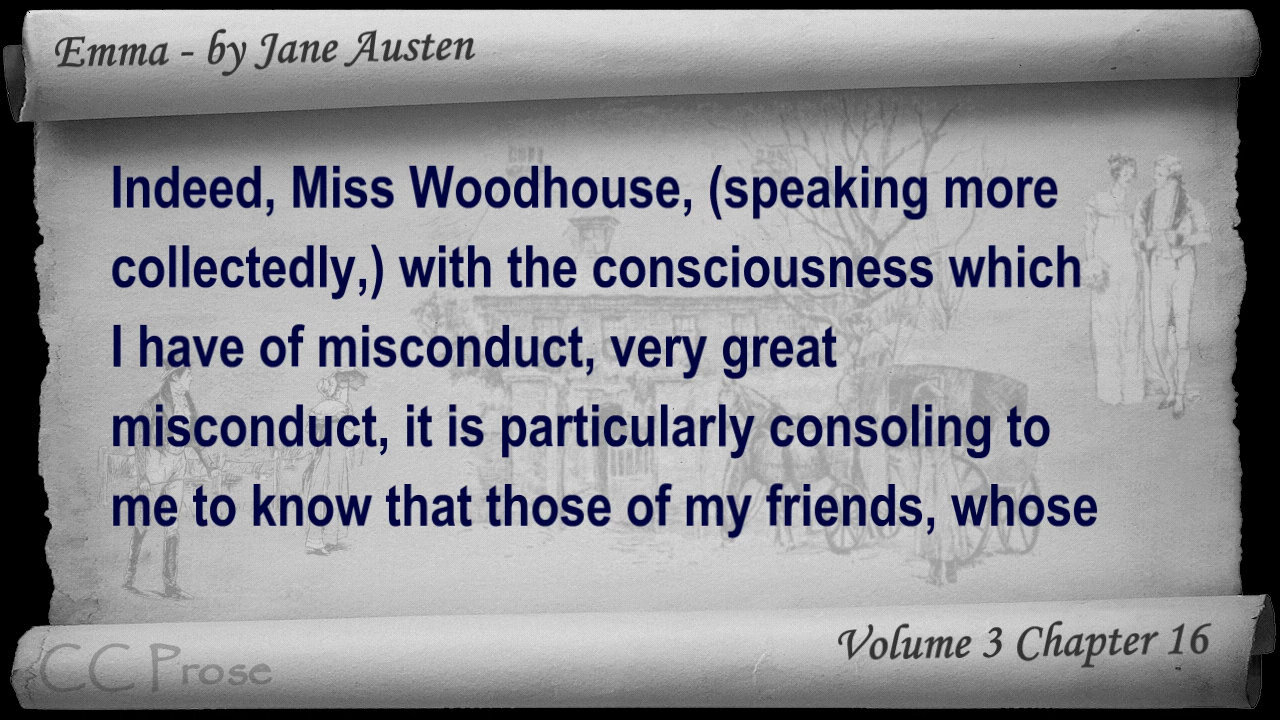 Emma - by Jane Austen
Indeed, Miss Woodhouse, (speaking more
collectedly,) with the consciousness which
I have of misconduct, very great
misconduct, it is particularly consoling to
me to know that those of my friends, whose
Volume 3 Chapter 16
CC Prose